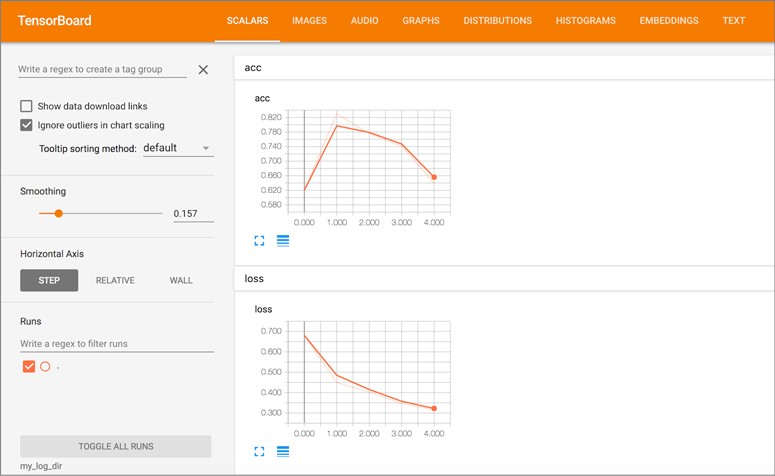 TensorBoard SCALARS IMAGES AUDIO GRAPHS DISTRIBUTIONS HISTOGRAMS EMBEDDINGS TEXT
Write a regex to create a tag group
Show data download links
Ignore outliers in chart scaling
Tooltip sorting method: default
Smoothing
0.157
Horizontal Axis
STEP RELATIVE WALL
Runs
Write a regex to filter runs
.
TOGGLE ALL RUNS
my_log_dir
acc
acc
0.820
0.780
0.740
0.700
0.660
0.620
0.580
0.000 1.000 2.000 3.000 4.000
loss
loss
0.700
0.600
0.500
0.400
0.300
0.000 1.000 2.000 3.000 4.000